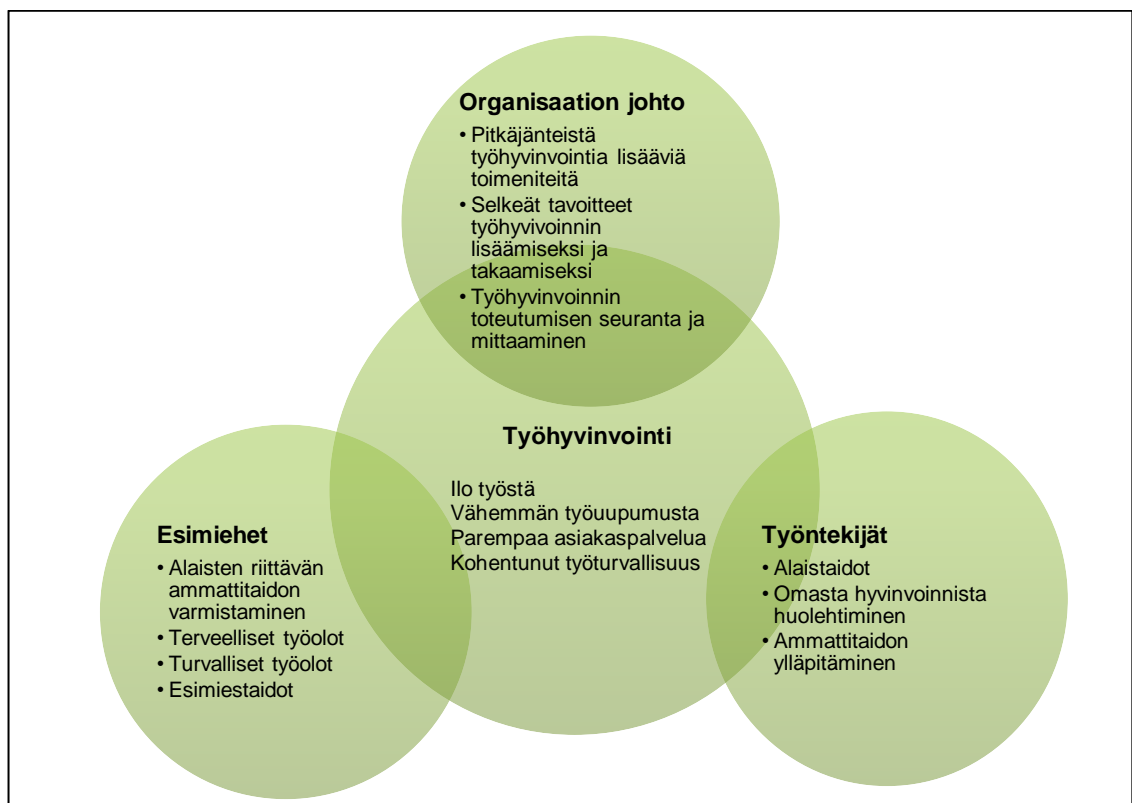 Organisaation johto
• Pitkäjänteistä
työhyvinvointia lisääviä
toimeniteitä
• Selkeät tavoitteet
työhyvivoinnin
lisäämiseksi ja
takaamiseksi
• Työhyvinvoinnin
toteutumisen seuranta ja
mittaaminen
Työhyvinvointi
Ilo työstä
Vähemmän työuupumusta
Parempaa asiakaspalvelua
Kohentunut työturvallisuus
Esimiehet
• Alaisten riittävän
ammattitaidon
varmistaminen
• Terveelliset työolot
• Turvalliset työolot
• Esimiestaidot
Työntekijät
• Alaistaidot
• Omasta hyvinvoinnista
huolehtiminen
• Ammattitaidon
ylläpitäminen